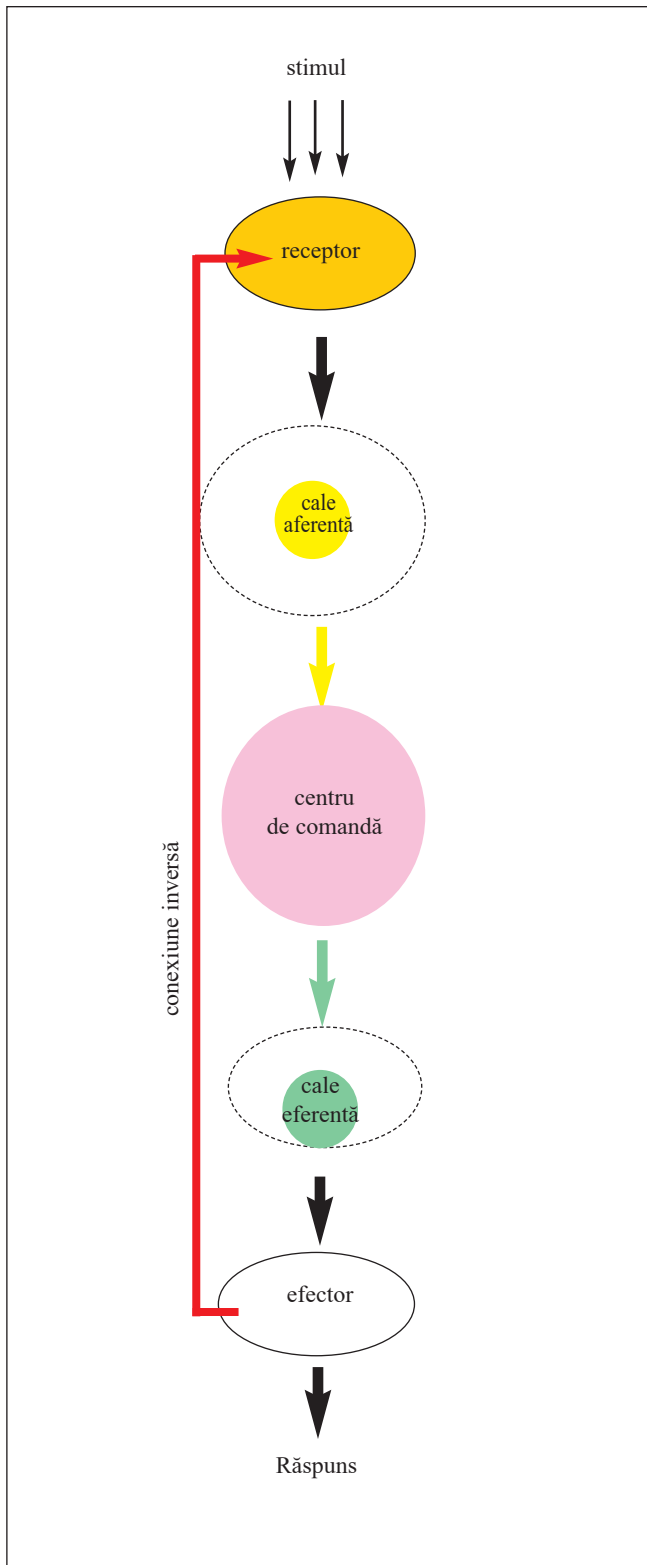 stimul
receptor
cale
aferentă
centru
de comandă
conexiune inversă
cale
eferentă
efector
Răspuns